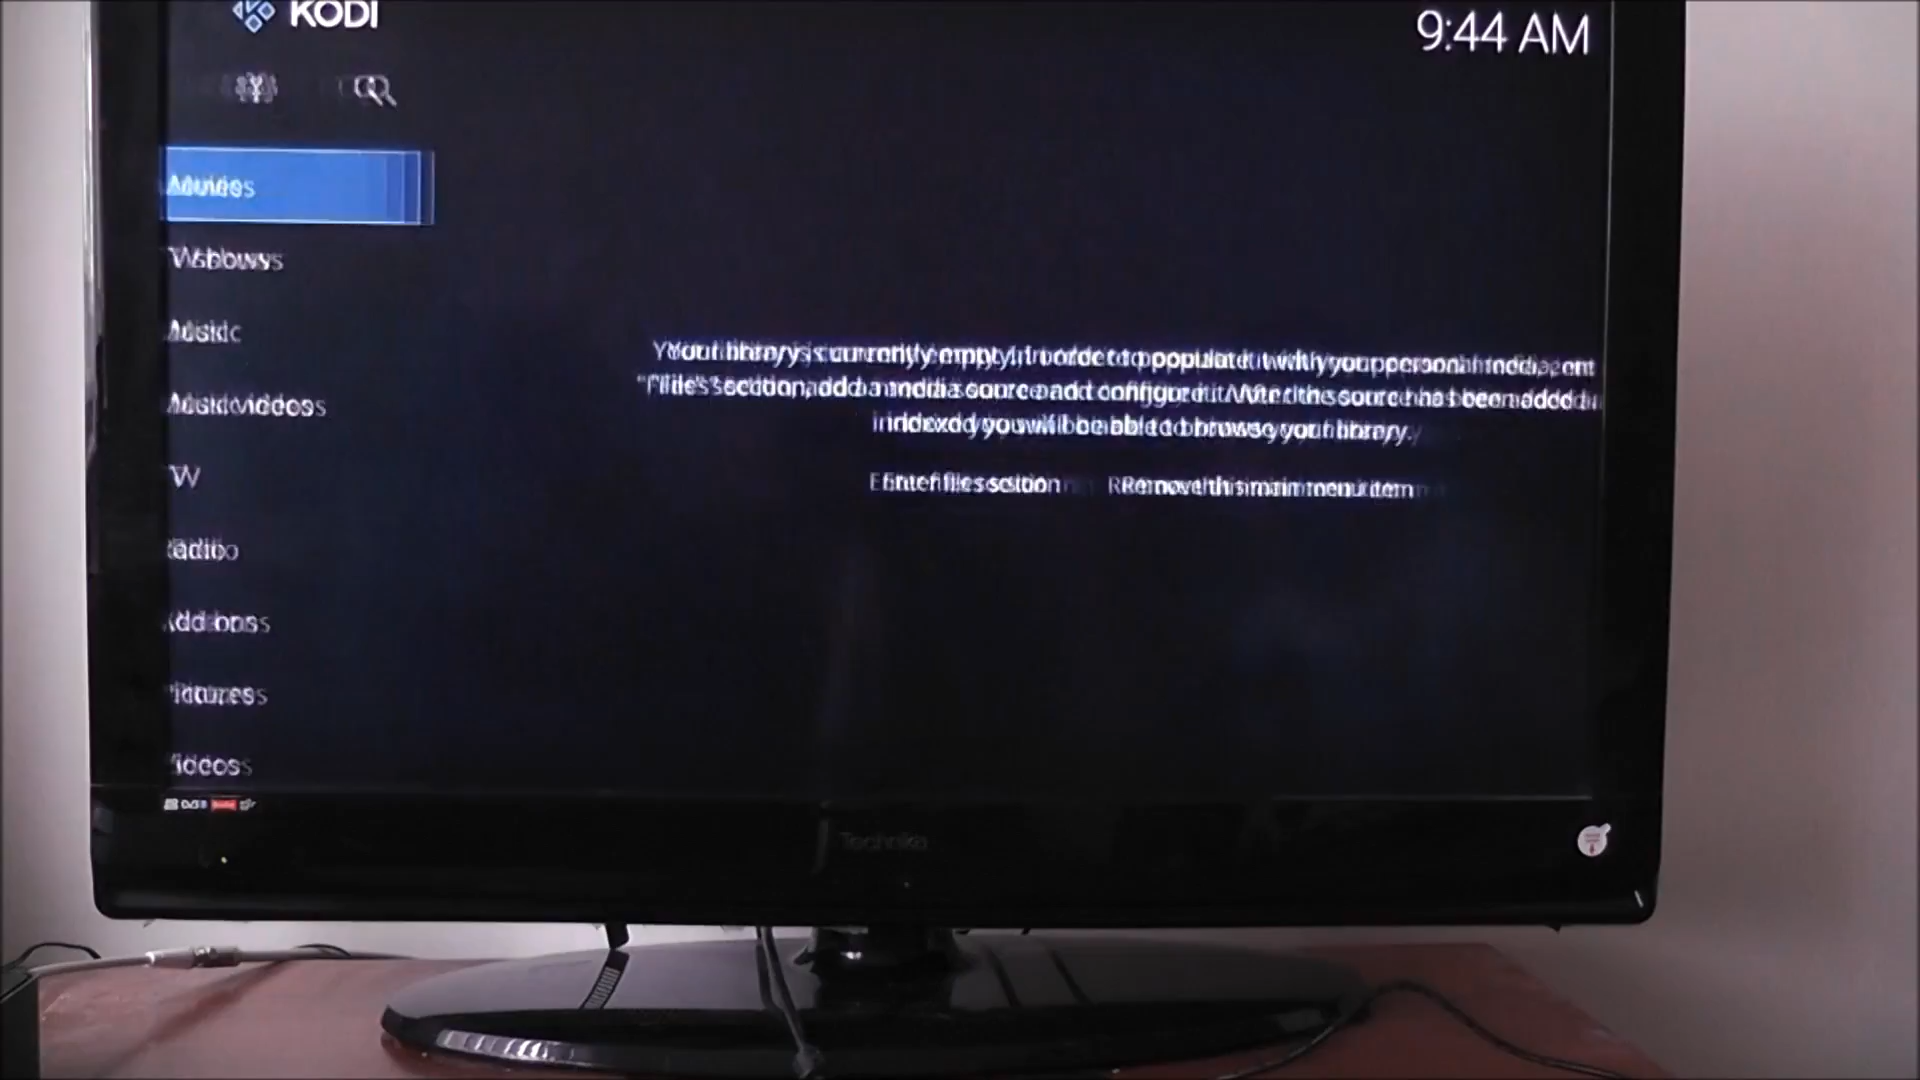 KODI
9:44 AM
Movies
TV shows
Music
Your library is currently empty. In order to populate it with your personal media, enter
Music videos
"Files" section, add a media source and configure it. After the source has been added and
indexed you will be able to browse your library.
TV
Enter files section Remove this main menu item
Radio
Add-ons
Pictures
Videos
Technika